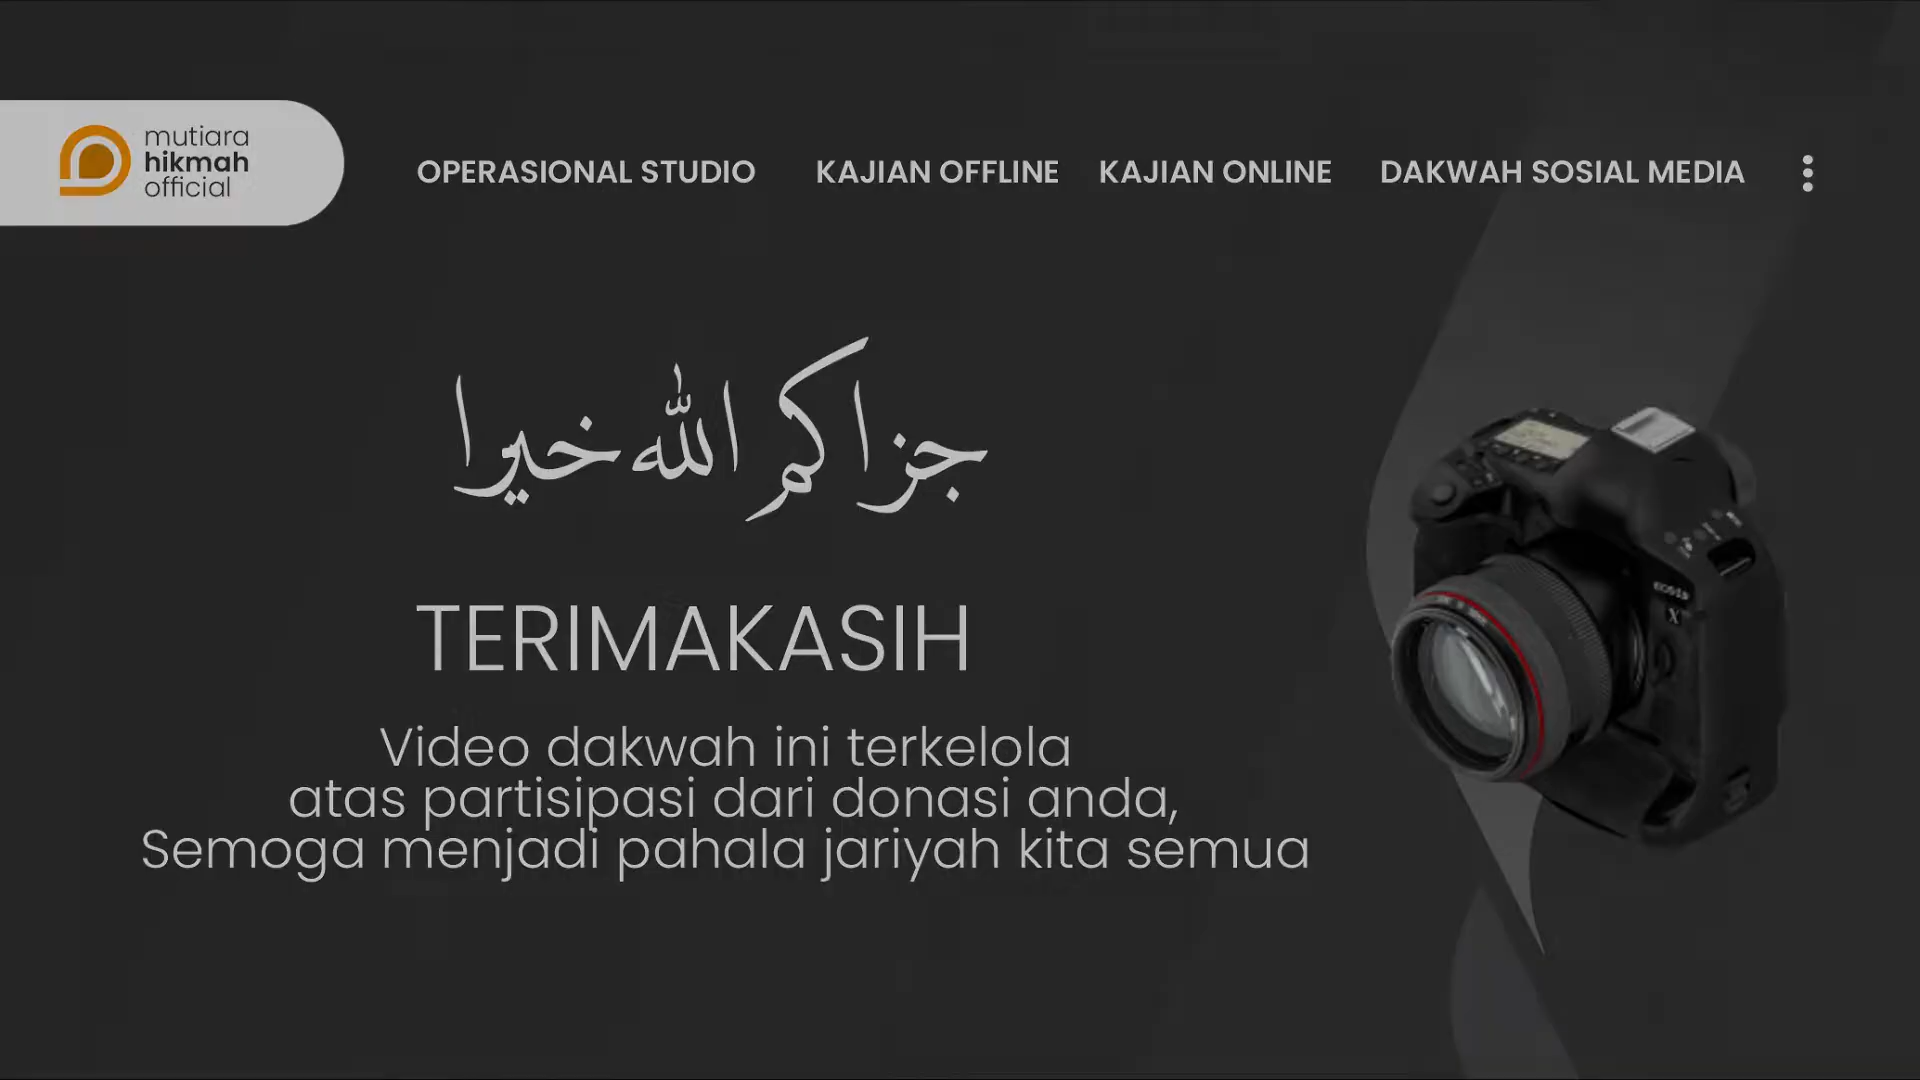 mutiara
hikmah
official
OPERASIONAL STUDIO KAJIAN OFFLINE KAJIAN ONLINE DAKWAH SOSIAL MEDIA
جزاكم الله خيرا
TERIMAKASIH
Video dakwah ini terkelola
atas partisipasi dari donasi anda,
Semoga menjadi pahala jariyah kita semua